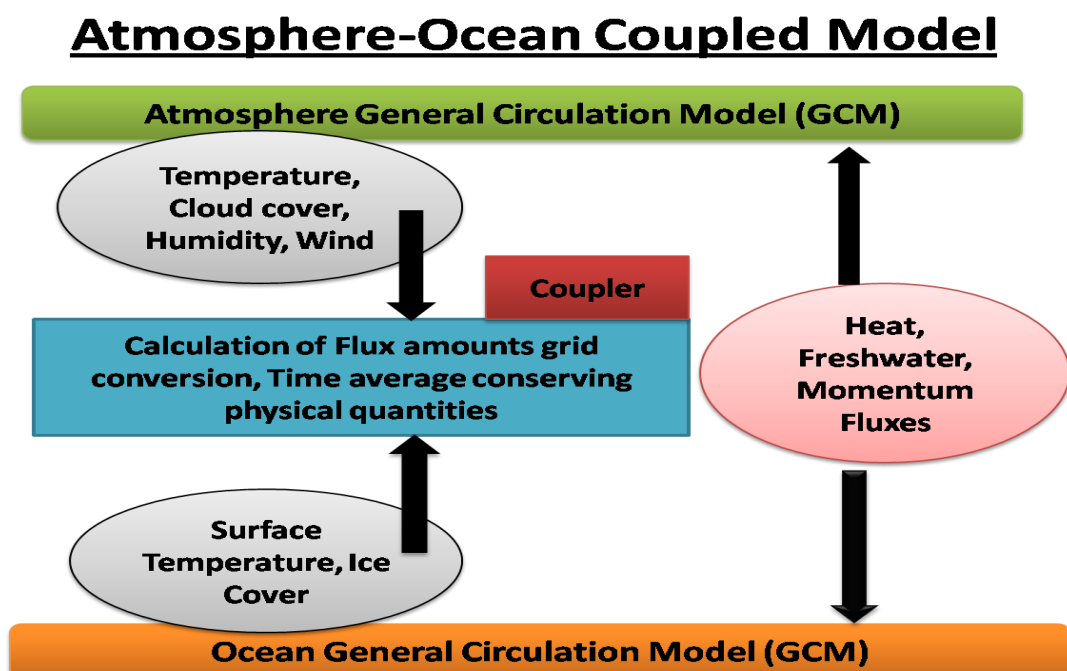 Atmosphere-Ocean Coupled Model
Atmosphere General Circulation Model (GCM)
Temperature,
Cloud cover,
Humidity, Wind
Coupler
Calculation of Flux amounts grid
conversion, Time average conserving
physical quantities
Heat,
Freshwater,
Momentum
Fluxes
Surface
Temperature, Ice
Cover
Ocean General Circulation Model (GCM)